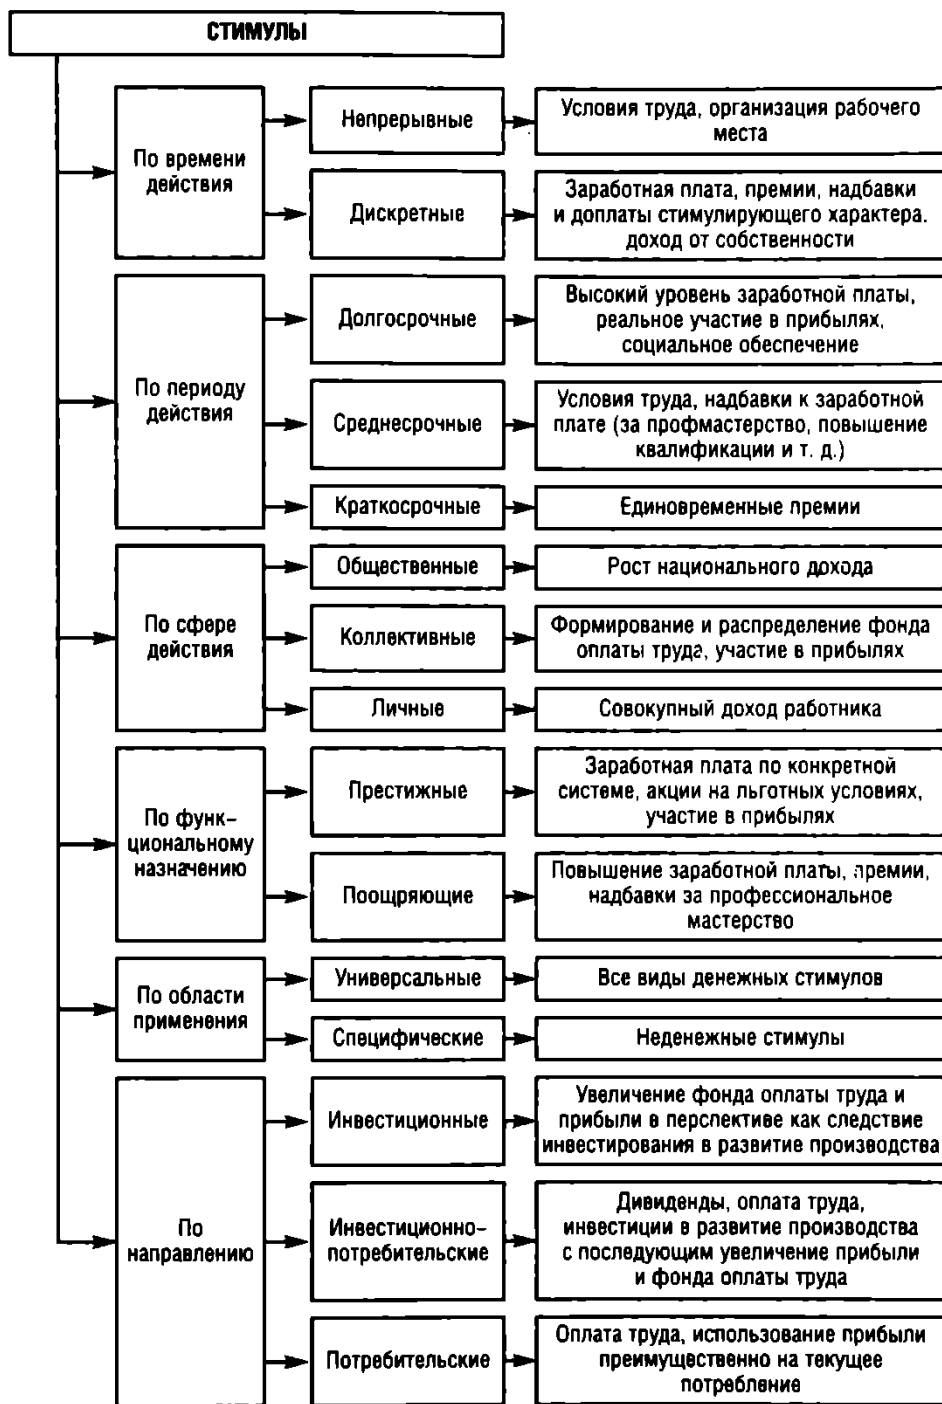 СТИМУЛЫ
По времени
действия
Непрерывные
Условия труда, организация рабочего
места
Дискретные
Заработная плата, премии, надбавки
и доплаты стимулирующего характера.
доход от собственности
По периоду
действия
Долгосрочные
Высокий уровень заработной платы,
реальное участие в прибылях,
социальное обеспечение
Среднесрочные
Условия труда, надбавки к заработной
плате (за профмастерство, повышение
квалификации и т. д.)
Краткосрочные
Единовременные премии
По сфере
действия
Общественные
Рост национального дохода
Коллективные
Формирование и распределение фонда
оплаты труда, участие в прибылях
Личные
Совокупный доход работника
По функ-
циональному
назначению
Престижные
Заработная плата по конкретной
системе, акции на льготных условиях,
участие в прибылях
Поощряющие
Повышение заработной платы, премии,
надбавки за профессиональное
мастерство
По области
применения
Универсальные
Все виды денежных стимулов
Специфические
Неденежные стимулы
По
направлению
Инвестиционные
Увеличение фонда оплаты труда и
прибыли в перспективе как следствие
инвестирования в развитие производства
Инвестиционно-
потребительские
Дивиденды, оплата труда,
инвестиции в развитие производства
с последующим увеличение прибыли
и фонда оплаты труда
Потребительские
Оплата труда, использование прибыли
преимущественно на текущее
потребление